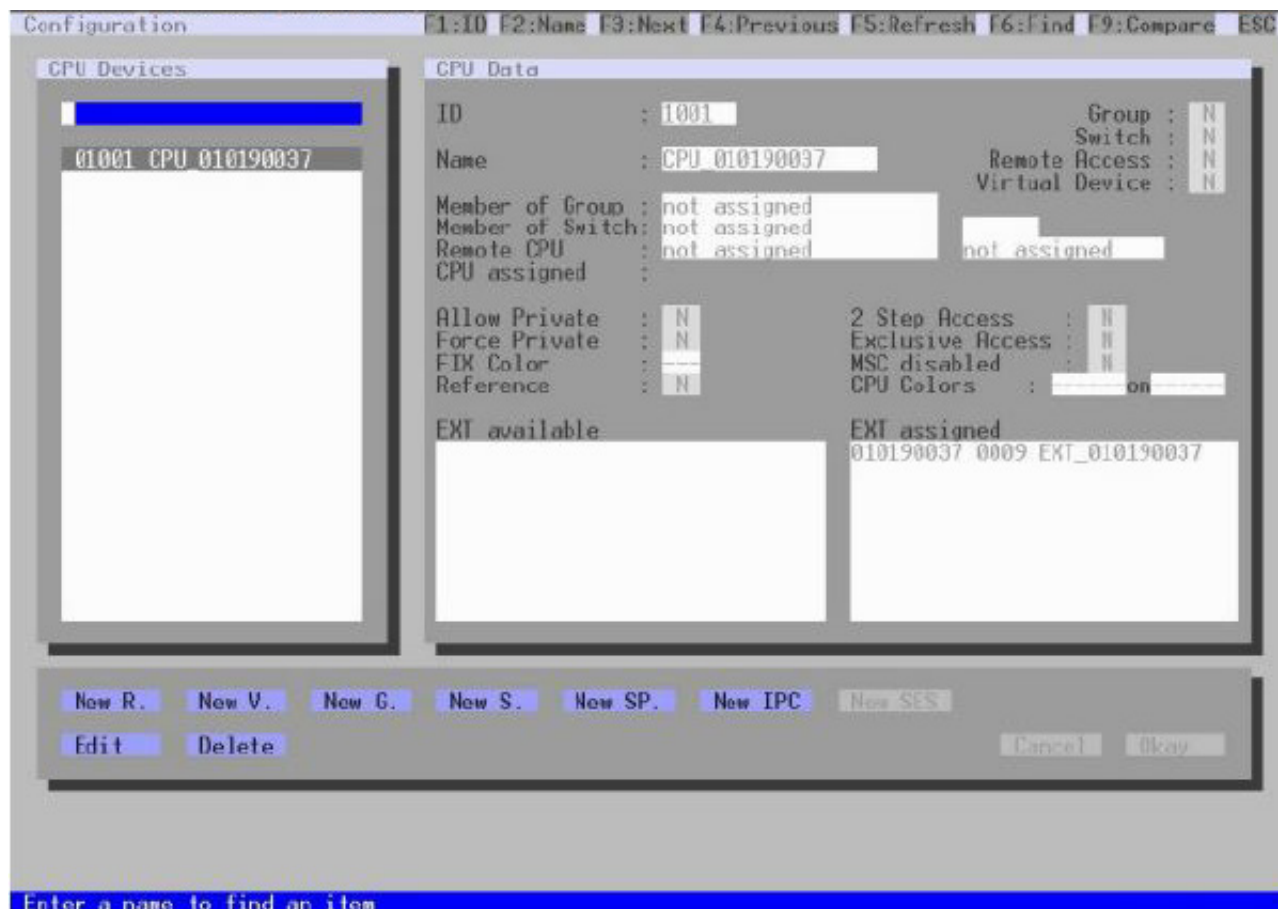 Configuration F1:ID F2:Name F3:Next F4:Previous F5:Refresh F6:Find F9:Compare ESC
CPU Devices
01001 CPU_010190037
CPU Data
ID : 1001 Group : N
Switch : N
Name : CPU_010190037 Remote Access : N
Virtual Device : N
Member of Group : not assigned
Member of Switch: not assigned
Remote CPU : not assigned not assigned
CPU assigned :
Allow Private : N 2 Step Access : N
Force Private : N Exclusive Access : N
FIX Color : --- MSC disabled : N
Reference : N CPU Colors : ------on------
EXT available EXT assigned
010190037 0009 EXT_010190037
New R. New V. New G. New S. New SP. New IPC New SES
Edit Delete Cancel Okay
Enter a name to find an item